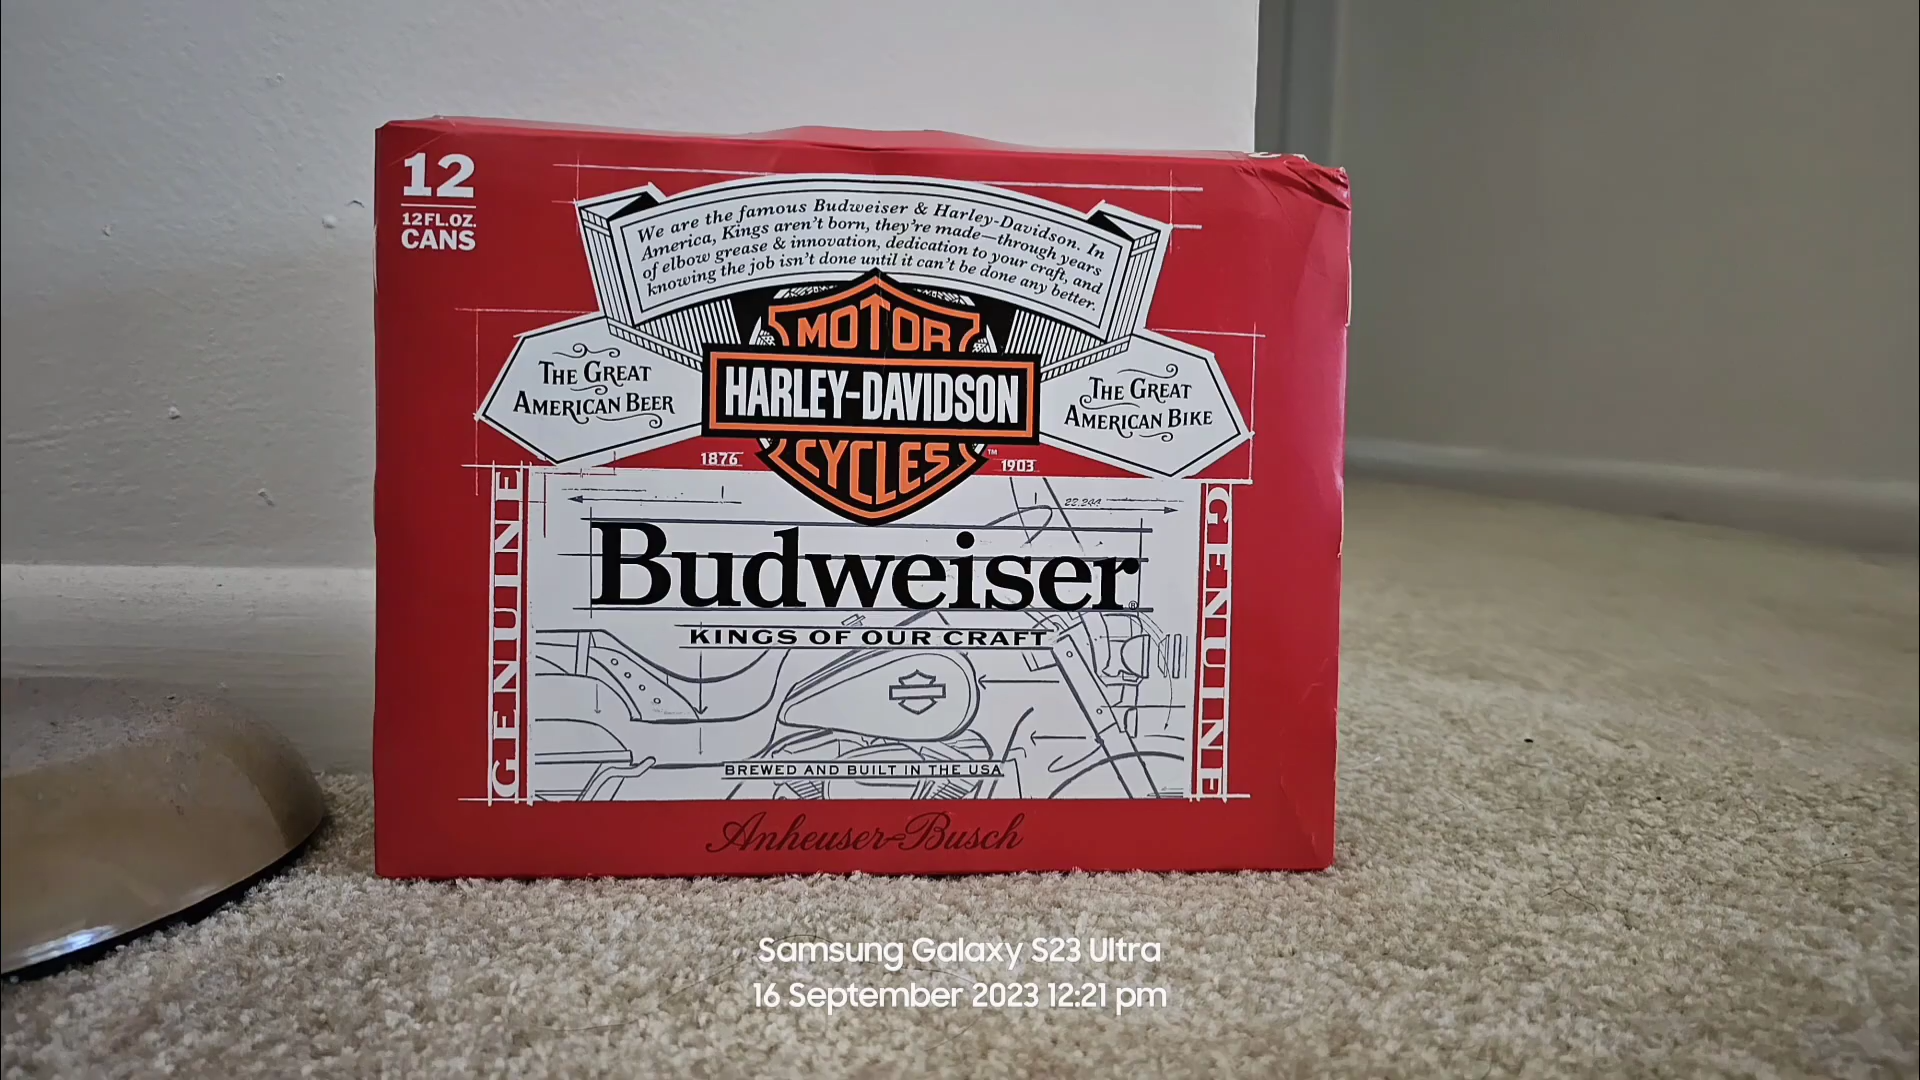 12
12 FL.OZ.
CANS
We are the famous Budweiser & Harley-Davidson. In
America, Kings aren't born, they're made—through years
of elbow grease & innovation, dedication to your craft, and
knowing the job isn't done until it can't be done any better.
MOTOR
HARLEY-DAVIDSON
CYCLES
™
THE GREAT
AMERICAN BEER
THE GREAT
AMERICAN BIKE
1876
1903
GENUINE
GENUINE
Budweiser®
KINGS OF OUR CRAFT
BREWED AND BUILT IN THE USA
Anheuser-Busch
Samsung Galaxy S23 Ultra
16 September 2023 12:21 pm